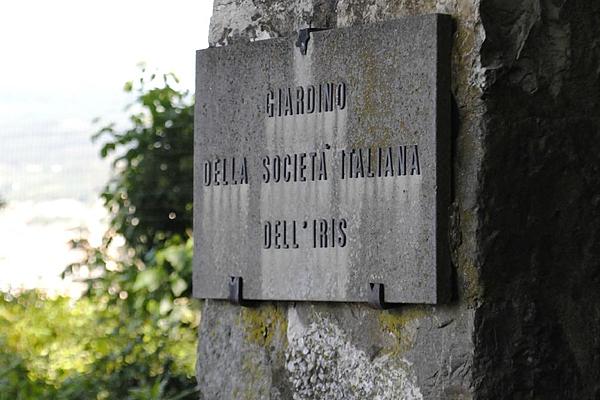 GIARDINO
DELLA SOCIETÀ ITALIANA
DELL'IRIS